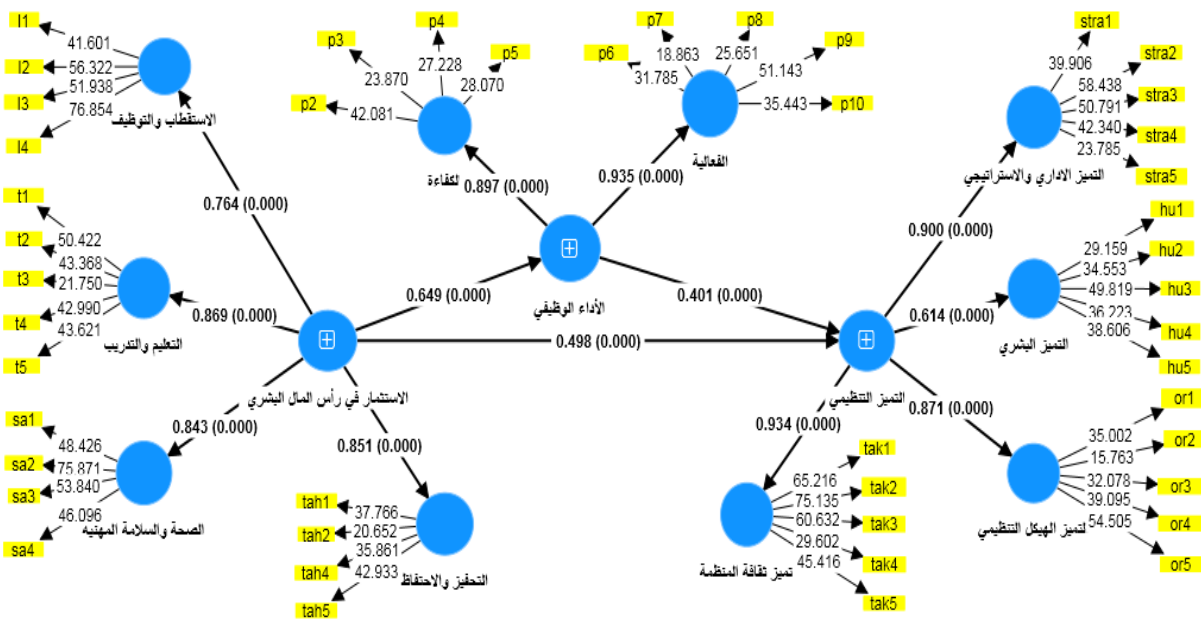 l1
l2
l3
l4
41.601
56.322
51.938
76.854
الاستقطاب والتوظيف
p2
p3
p4
p5
42.081
23.870
27.228
28.070
لكفاءة
p6
p7
p8
p9
p10
31.785
18.863
25.651
51.143
35.443
الفعالية
stra1
stra2
stra3
stra4
stra5
39.906
58.438
50.791
42.340
23.785
التميز الاداري والاستراتيجي
0.764 (0.000)
0.897 (0.000)
0.935 (0.000)
0.900 (0.000)
t1
t2
t3
t4
t5
50.422
43.368
21.750
42.990
43.621
التعليم والتدريب
0.869 (0.000)
0.649 (0.000)
الأداء الوظيفي
0.401 (0.000)
0.498 (0.000)
0.614 (0.000)
hu1
hu2
hu3
hu4
hu5
29.159
34.553
49.819
36.223
38.606
التميز البشري
الاستثمار في رأس المال البشري
التميز التنظيمي
0.843 (0.000)
0.851 (0.000)
0.934 (0.000)
0.871 (0.000)
sa1
sa2
sa3
sa4
48.426
75.871
53.840
46.096
الصحة والسلامة المهنيه
tah1
tah2
tah4
tah5
37.766
20.652
35.861
42.933
التحفيز والاحتفاظ
tak1
tak2
tak3
tak4
tak5
65.216
75.135
60.632
29.602
45.416
تميز ثقافة المنظمة
or1
or2
or3
or4
or5
35.002
15.763
32.078
39.095
54.505
لتميز الهيكل التنظيمي